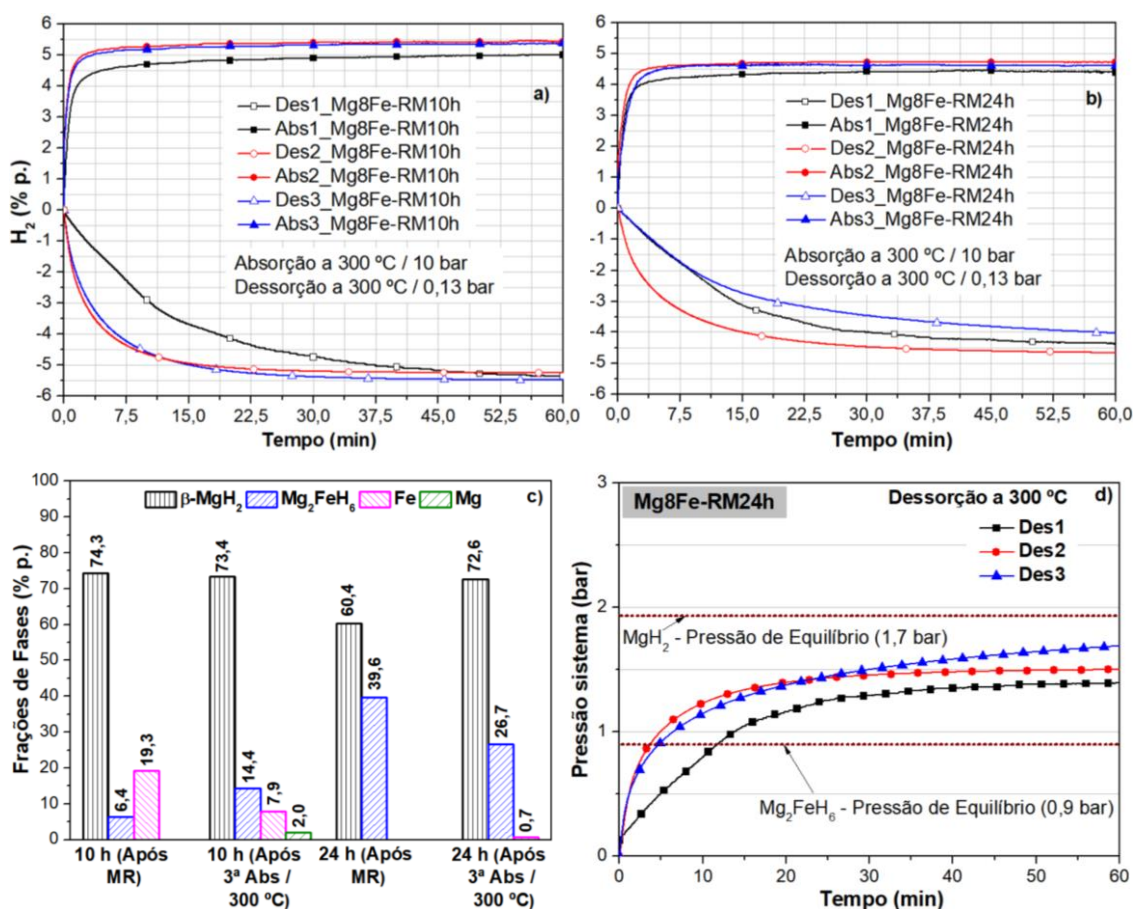 6
5
4
3
2
1
0
-1
-2
-3
-4
-5
-6
H2 (% p.)
a)
Des1_Mg8Fe-RM10h
Abs1_Mg8Fe-RM10h
Des2_Mg8Fe-RM10h
Abs2_Mg8Fe-RM10h
Des3_Mg8Fe-RM10h
Abs3_Mg8Fe-RM10h
Absorção a 300 ºC / 10 bar
Dessorção a 300 ºC / 0,13 bar
0,0 7,5 15,0 22,5 30,0 37,5 45,0 52,5 60,0
Tempo (min)
6
5
4
3
2
1
0
-1
-2
-3
-4
-5
-6
b)
Des1_Mg8Fe-RM24h
Abs1_Mg8Fe-RM24h
Des2_Mg8Fe-RM24h
Abs2_Mg8Fe-RM24h
Des3_Mg8Fe-RM24h
Abs3_Mg8Fe-RM24h
Absorção a 300 ºC / 10 bar
Dessorção a 300 ºC / 0,13 bar
0,0 7,5 15,0 22,5 30,0 37,5 45,0 52,5 60,0
Tempo (min)
100
90
80
70
60
50
40
30
20
10
0
Frações de Fases (% p.)
β-MgH2 Mg2FeH6 Fe Mg
c)
74,3
6,4
19,3
73,4
14,4
7,9
2,0
60,4
39,6
72,6
26,7
0,7
10 h (Após
MR)
10 h (Após
3ª Abs /
300 ºC)
24 h (Após
MR)
24 h (Após
3ª Abs /
300 ºC)
3
2
1
0
Pressão sistema (bar)
Mg8Fe-RM24h
Dessorção a 300 ºC
d)
Des1
Des2
Des3
MgH2 - Pressão de Equilíbrio (1,7 bar)
Mg2FeH6 - Pressão de Equilíbrio (0,9 bar)
0 10 20 30 40 50 60
Tempo (min)